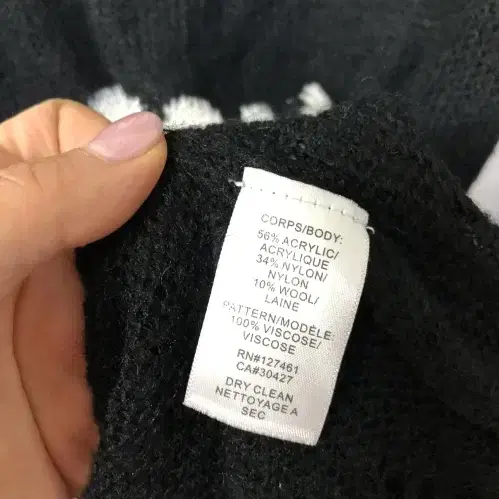 CORPS/BODY:
56% ACRYLIC/
ACRYLIQUE
34% NYLON/
NYLON
10% WOOL/
LAINE
PATTERN/MODÈLE:
100% VISCOSE/
VISCOSE
RN#127461
CA#30427
DRY CLEAN
NETTOYAGE A
SEC